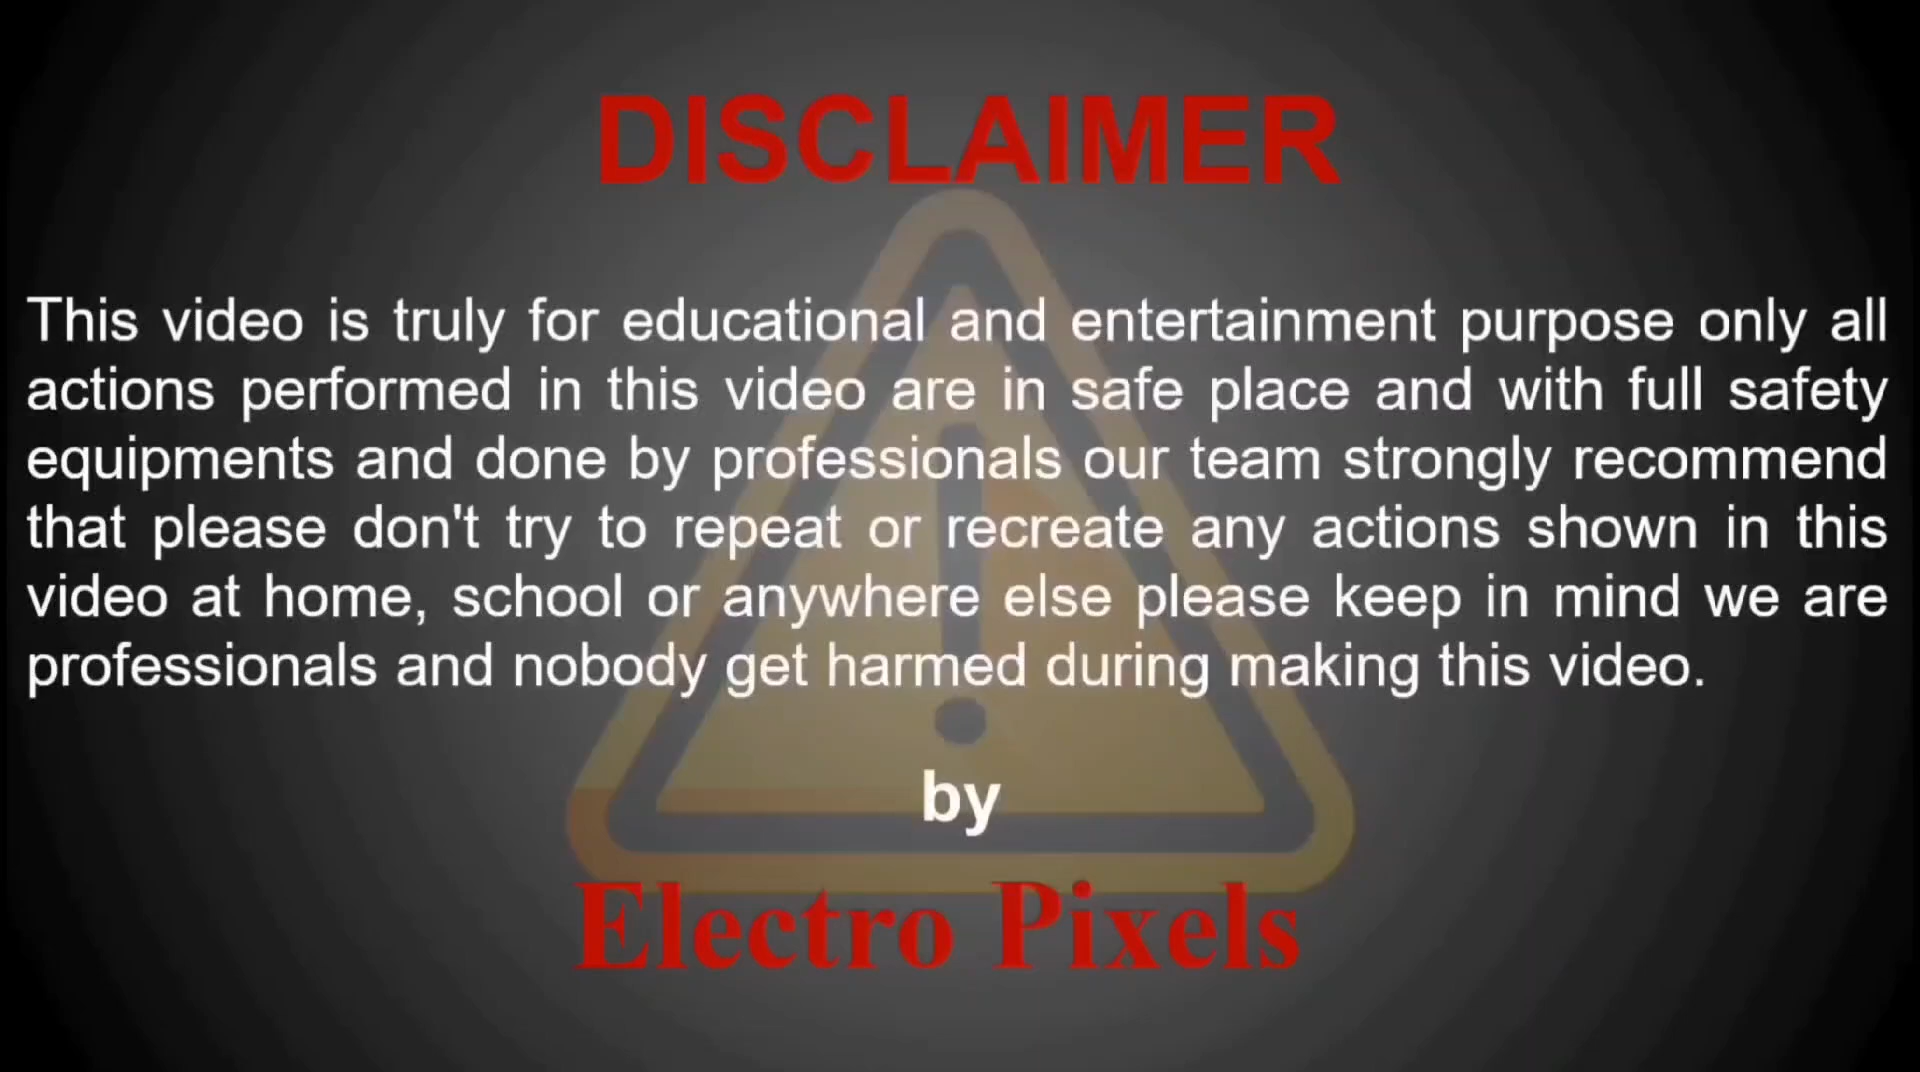 DISCLAIMER
This video is truly for educational and entertainment purpose only all
actions performed in this video are in safe place and with full safety
equipments and done by professionals our team strongly recommend
that please don't try to repeat or recreate any actions shown in this
video at home, school or anywhere else please keep in mind we are
professionals and nobody get harmed during making this video.
by
Electro Pixels